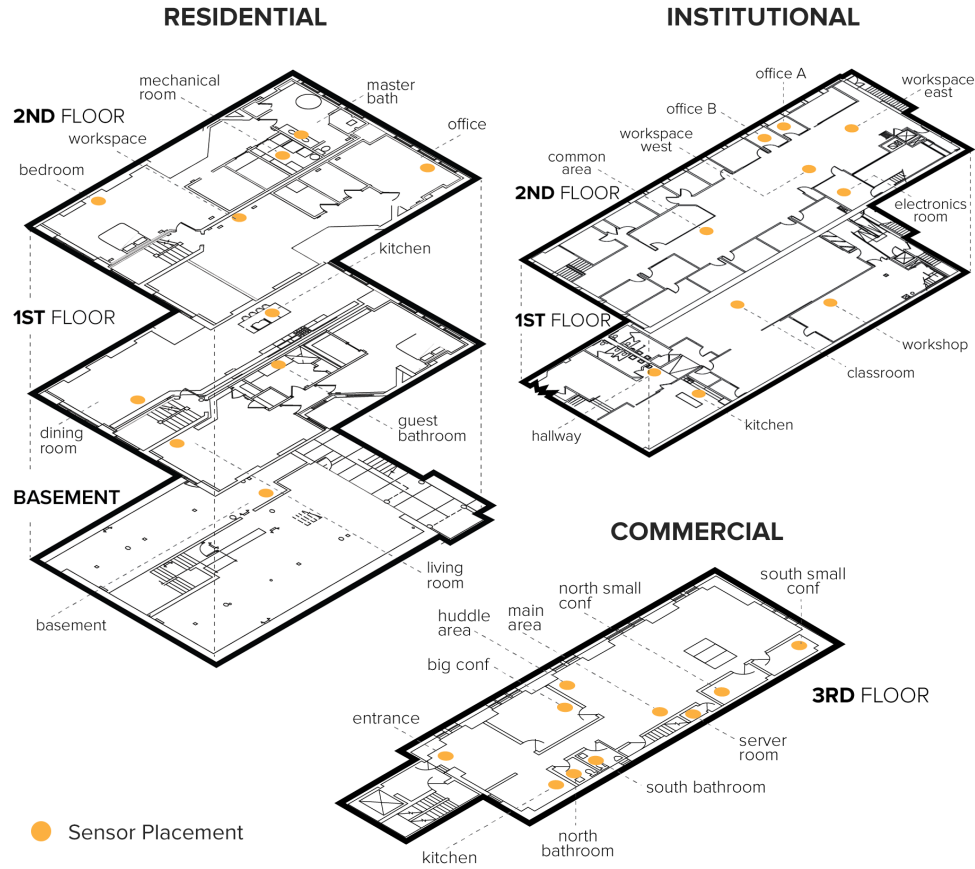 RESIDENTIAL
2ND FLOOR
mechanical
room
master
bath
workspace
office
bedroom
kitchen
1ST FLOOR
dining
room
guest
bathroom
BASEMENT
living
room
basement
INSTITUTIONAL
office A
workspace
east
office B
workspace
west
common
area
2ND FLOOR
electronics
room
1ST FLOOR
workshop
classroom
hallway
kitchen
COMMERCIAL
south small
conf
north small
conf
main
area
huddle
area
big conf
3RD FLOOR
entrance
server
room
south bathroom
north
bathroom
kitchen
Sensor Placement